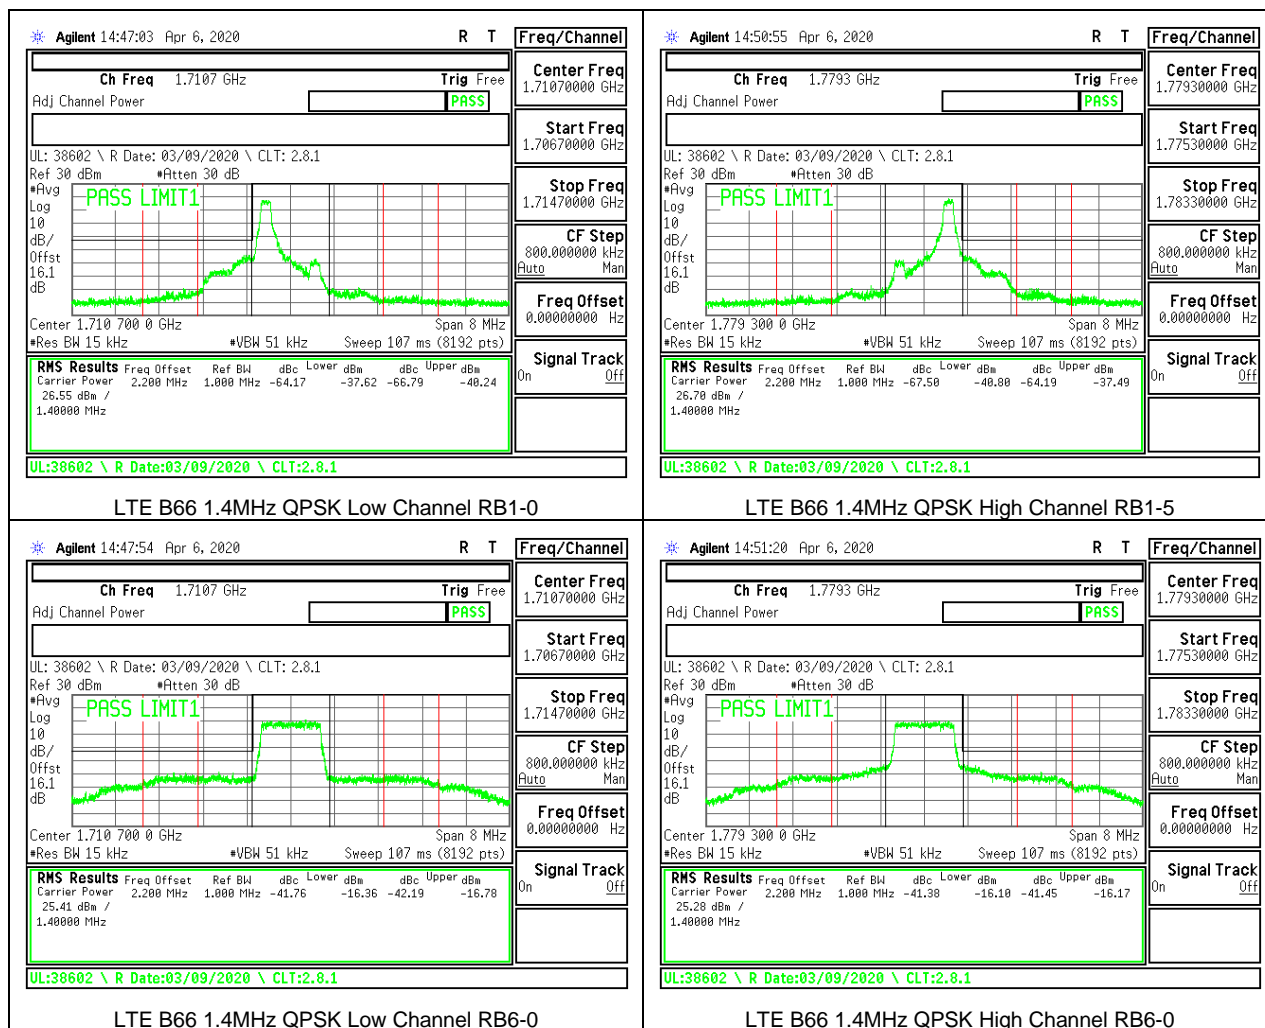 Agilent 14:47:03 Apr 6, 2020 R T
Freq/Channel
Ch Freq 1.7107 GHz Trig Free
Adj Channel Power PASS
UL: 38602 \ R Date: 03/09/2020 \ CLT: 2.8.1
Ref 30 dBm #Atten 30 dB
#Avg
Log
10
dB/
Offst
16.1
dB
PASS LIMIT1
Center 1.710 700 0 GHz Span 8 MHz
#Res BW 15 kHz #VBW 51 kHz Sweep 107 ms (8192 pts)
RMS Results Freq Offset Ref BW dBc Lower dBm dBc Upper dBm
Carrier Power 2.200 MHz 1.000 MHz -64.17 -37.62 -66.79 -40.24
26.55 dBm /
1.40000 MHz
UL:38602 \ R Date:03/09/2020 \ CLT:2.8.1
Center Freq
1.71070000 GHz
Start Freq
1.70670000 GHz
Stop Freq
1.71470000 GHz
CF Step
800.000000 kHz
Auto Man
Freq Offset
0.00000000 Hz
Signal Track
On Off
LTE B66 1.4MHz QPSK Low Channel RB1-0
Agilent 14:50:55 Apr 6, 2020 R T
Freq/Channel
Ch Freq 1.7793 GHz Trig Free
Adj Channel Power PASS
UL: 38602 \ R Date: 03/09/2020 \ CLT: 2.8.1
Ref 30 dBm #Atten 30 dB
#Avg
Log
10
dB/
Offst
16.1
dB
PASS LIMIT1
Center 1.779 300 0 GHz Span 8 MHz
#Res BW 15 kHz #VBW 51 kHz Sweep 107 ms (8192 pts)
RMS Results Freq Offset Ref BW dBc Lower dBm dBc Upper dBm
Carrier Power 2.200 MHz 1.000 MHz -67.50 -40.80 -64.19 -37.49
26.70 dBm /
1.40000 MHz
UL:38602 \ R Date:03/09/2020 \ CLT:2.8.1
Center Freq
1.77930000 GHz
Start Freq
1.77530000 GHz
Stop Freq
1.78330000 GHz
CF Step
800.000000 kHz
Auto Man
Freq Offset
0.00000000 Hz
Signal Track
On Off
LTE B66 1.4MHz QPSK High Channel RB1-5
Agilent 14:47:54 Apr 6, 2020 R T
Freq/Channel
Ch Freq 1.7107 GHz Trig Free
Adj Channel Power PASS
UL: 38602 \ R Date: 03/09/2020 \ CLT: 2.8.1
Ref 30 dBm #Atten 30 dB
#Avg
Log
10
dB/
Offst
16.1
dB
PASS LIMIT1
Center 1.710 700 0 GHz Span 8 MHz
#Res BW 15 kHz #VBW 51 kHz Sweep 107 ms (8192 pts)
RMS Results Freq Offset Ref BW dBc Lower dBm dBc Upper dBm
Carrier Power 2.200 MHz 1.000 MHz -41.76 -16.36 -42.19 -16.78
25.41 dBm /
1.40000 MHz
UL:38602 \ R Date:03/09/2020 \ CLT:2.8.1
Center Freq
1.71070000 GHz
Start Freq
1.70670000 GHz
Stop Freq
1.71470000 GHz
CF Step
800.000000 kHz
Auto Man
Freq Offset
0.00000000 Hz
Signal Track
On Off
LTE B66 1.4MHz QPSK Low Channel RB6-0
Agilent 14:51:20 Apr 6, 2020 R T
Freq/Channel
Ch Freq 1.7793 GHz Trig Free
Adj Channel Power PASS
UL: 38602 \ R Date: 03/09/2020 \ CLT: 2.8.1
Ref 30 dBm #Atten 30 dB
#Avg
Log
10
dB/
Offst
16.1
dB
PASS LIMIT1
Center 1.779 300 0 GHz Span 8 MHz
#Res BW 15 kHz #VBW 51 kHz Sweep 107 ms (8192 pts)
RMS Results Freq Offset Ref BW dBc Lower dBm dBc Upper dBm
Carrier Power 2.200 MHz 1.000 MHz -41.38 -16.10 -41.45 -16.17
25.28 dBm /
1.40000 MHz
UL:38602 \ R Date:03/09/2020 \ CLT:2.8.1
Center Freq
1.77930000 GHz
Start Freq
1.77530000 GHz
Stop Freq
1.78330000 GHz
CF Step
800.000000 kHz
Auto Man
Freq Offset
0.00000000 Hz
Signal Track
On Off
LTE B66 1.4MHz QPSK High Channel RB6-0